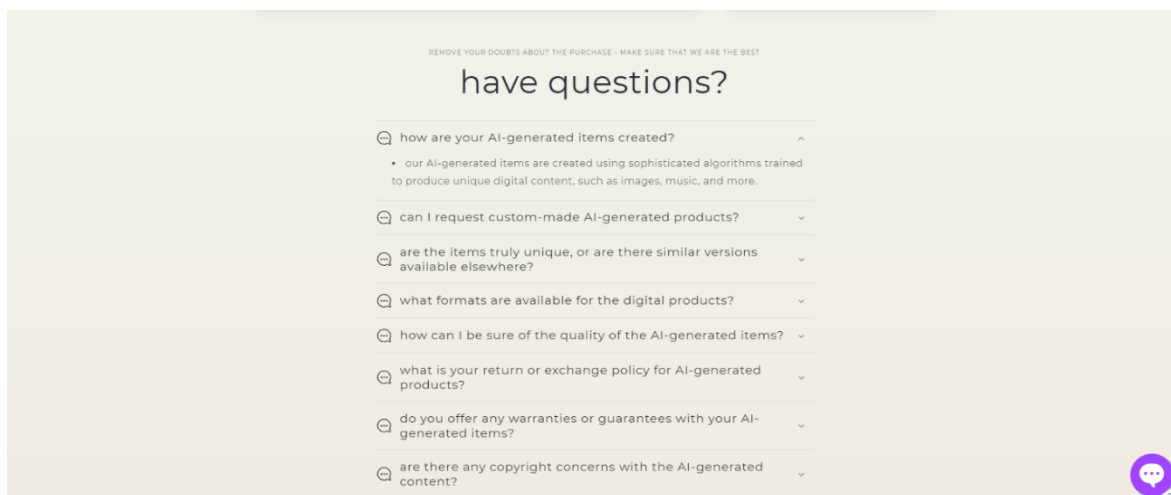 REMOVE YOUR DOUBTS ABOUT THE PURCHASE - MAKE SURE THAT WE ARE THE BEST
have questions?
how are your AI-generated items created?
• our AI-generated items are created using sophisticated algorithms trained
to produce unique digital content, such as images, music, and more.
can I request custom-made AI-generated products?
are the items truly unique, or are there similar versions
available elsewhere?
what formats are available for the digital products?
how can I be sure of the quality of the AI-generated items?
what is your return or exchange policy for AI-generated
products?
do you offer any warranties or guarantees with your AI-
generated items?
are there any copyright concerns with the AI-generated
content?